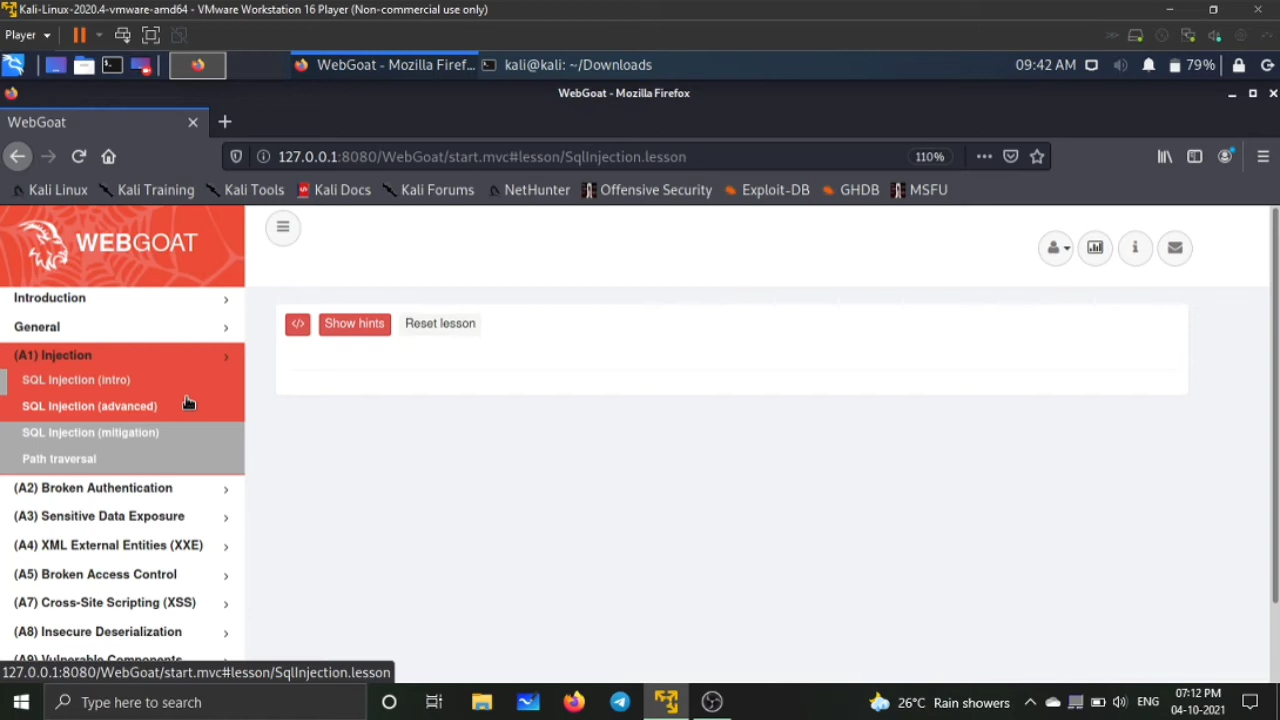 Kali-Linux-2020.4-vmware-amd64 - VMware Workstation 16 Player (Non-commercial use only)
Player
WebGoat - Mozilla Firef... kali@kali: ~/Downloads 09:42 AM 79%
WebGoat - Mozilla Firefox
WebGoat
127.0.0.1:8080/WebGoat/start.mvc#lesson/SqlInjection.lesson 110%
Kali Linux Kali Training Kali Tools Kali Docs Kali Forums NetHunter Offensive Security Exploit-DB GHDB MSFU
WEBGOAT
Introduction
General
(A1) Injection
SQL Injection (intro)
SQL Injection (advanced)
SQL Injection (mitigation)
Path traversal
(A2) Broken Authentication
(A3) Sensitive Data Exposure
(A4) XML External Entities (XXE)
(A5) Broken Access Control
(A7) Cross-Site Scripting (XSS)
(A8) Insecure Deserialization
(A9) Vulnerable Components
</> Show hints Reset lesson
127.0.0.1:8080/WebGoat/start.mvc#lesson/SqlInjection.lesson
Type here to search 26°C Rain showers ENG 07:12 PM
04-10-2021